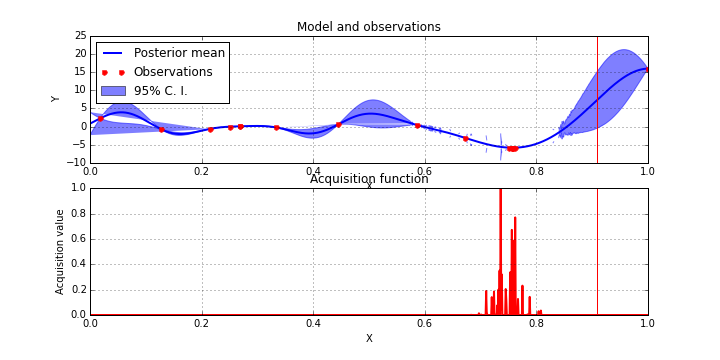 Model and observations
25
20
15
10
5
0
−5
−10
Y
Posterior mean
Observations
95% C. I.
0.0 0.2 0.4 0.6 0.8 1.0
X
Acquisition function
1.0
0.8
0.6
0.4
0.2
0.0
Acquisition value
0.0 0.2 0.4 0.6 0.8 1.0
X